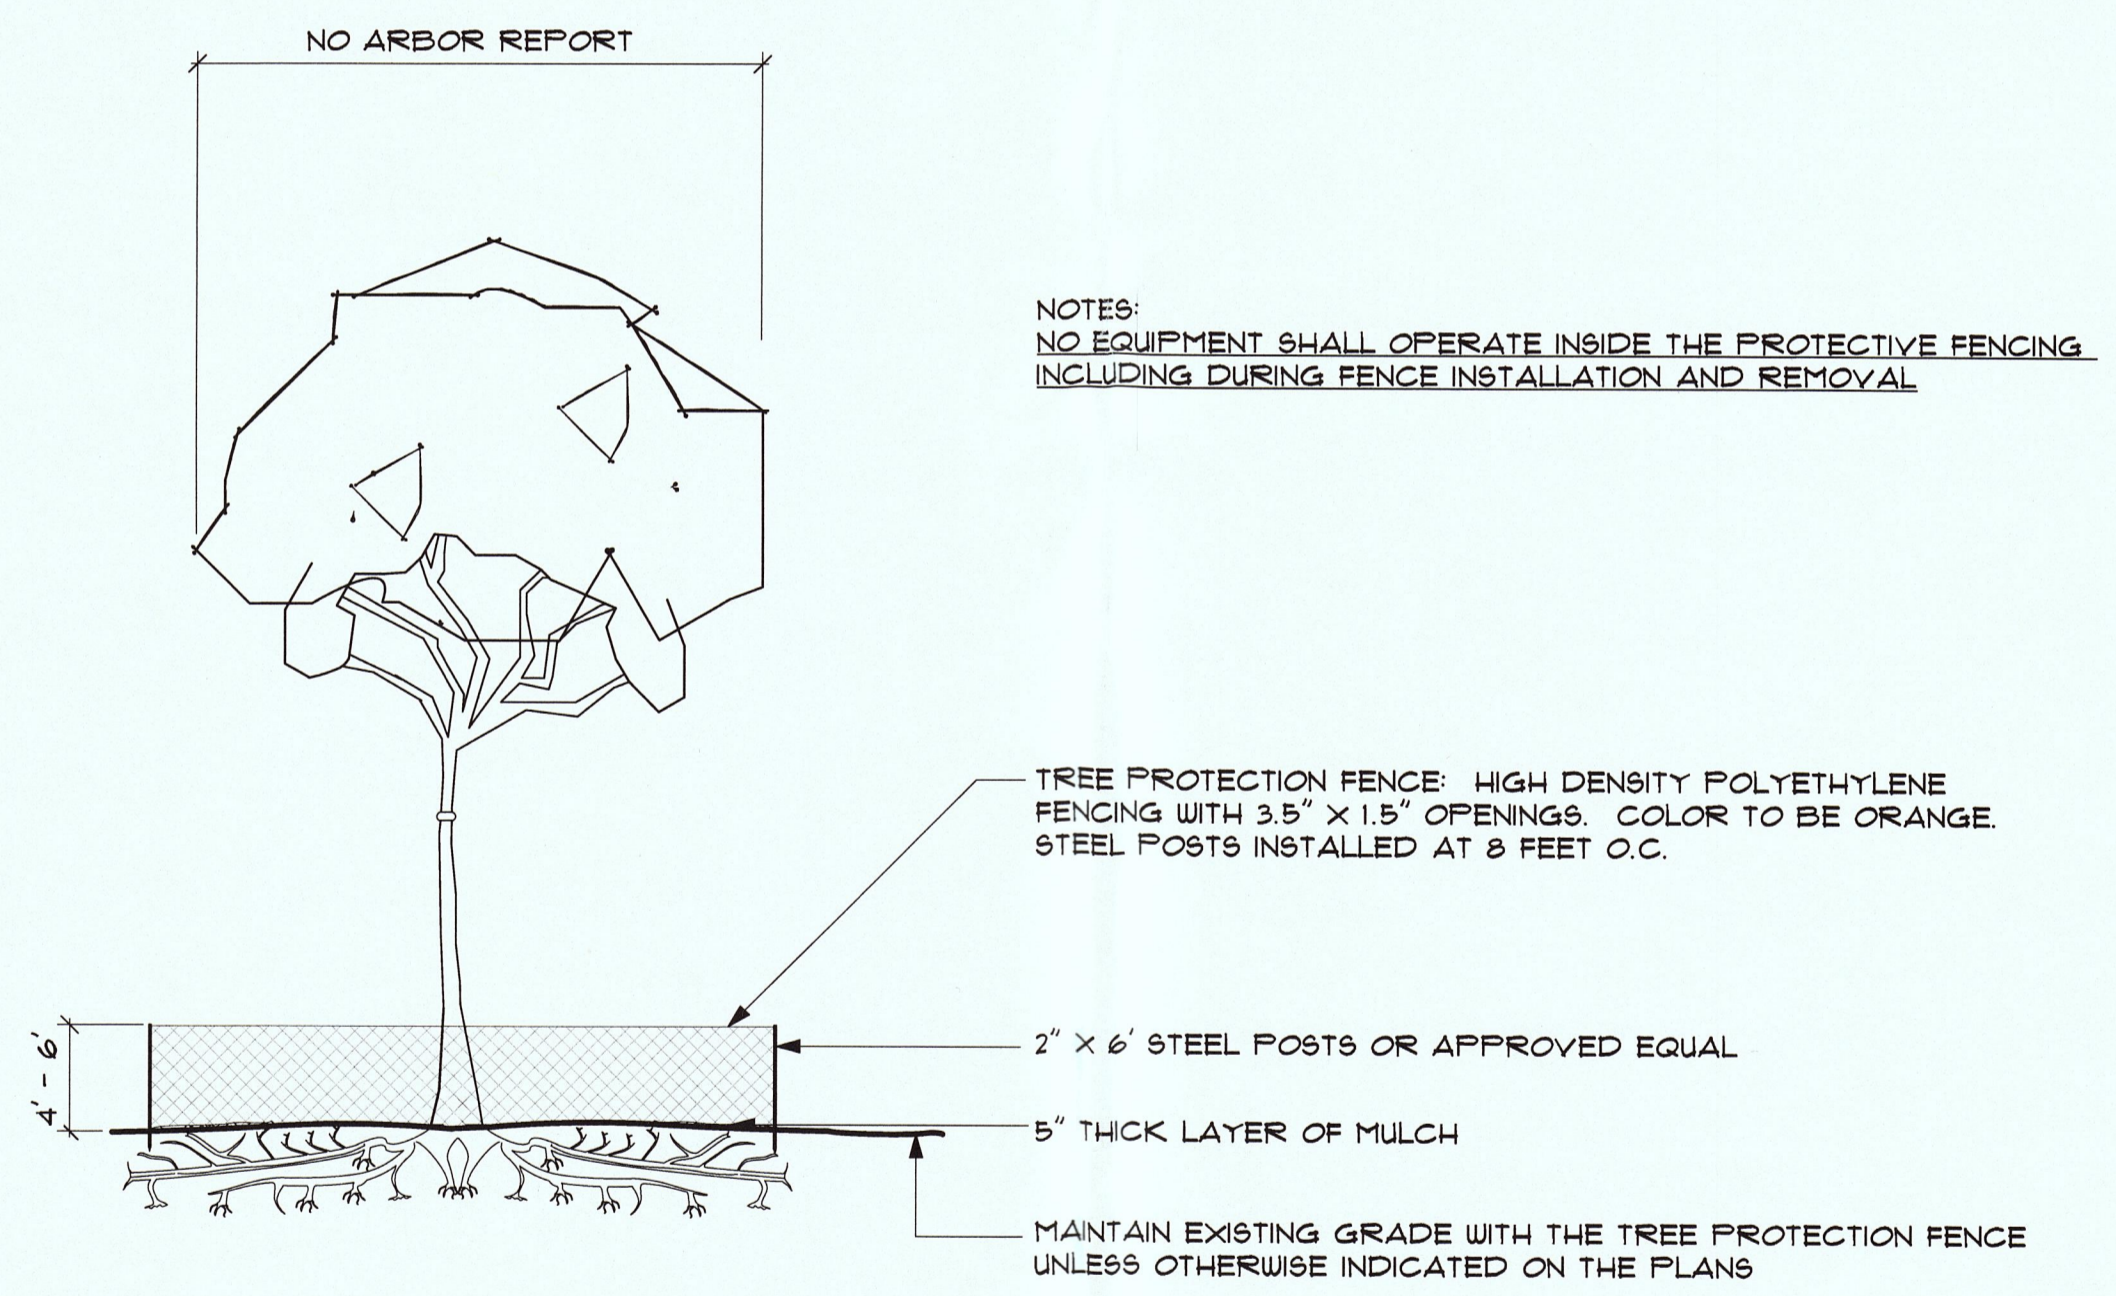 NO ARBOR REPORT
NOTES:
NO EQUIPMENT SHALL OPERATE INSIDE THE PROTECTIVE FENCING
INCLUDING DURING FENCE INSTALLATION AND REMOVAL
TREE PROTECTION FENCE: HIGH DENSITY POLYETHYLENE
FENCING WITH 3.5" X 1.5" OPENINGS. COLOR TO BE ORANGE.
STEEL POSTS INSTALLED AT 8 FEET O.C.
4' - 6'
2" X 6' STEEL POSTS OR APPROVED EQUAL
5" THICK LAYER OF MULCH
MAINTAIN EXISTING GRADE WITH THE TREE PROTECTION FENCE
UNLESS OTHERWISE INDICATED ON THE PLANS